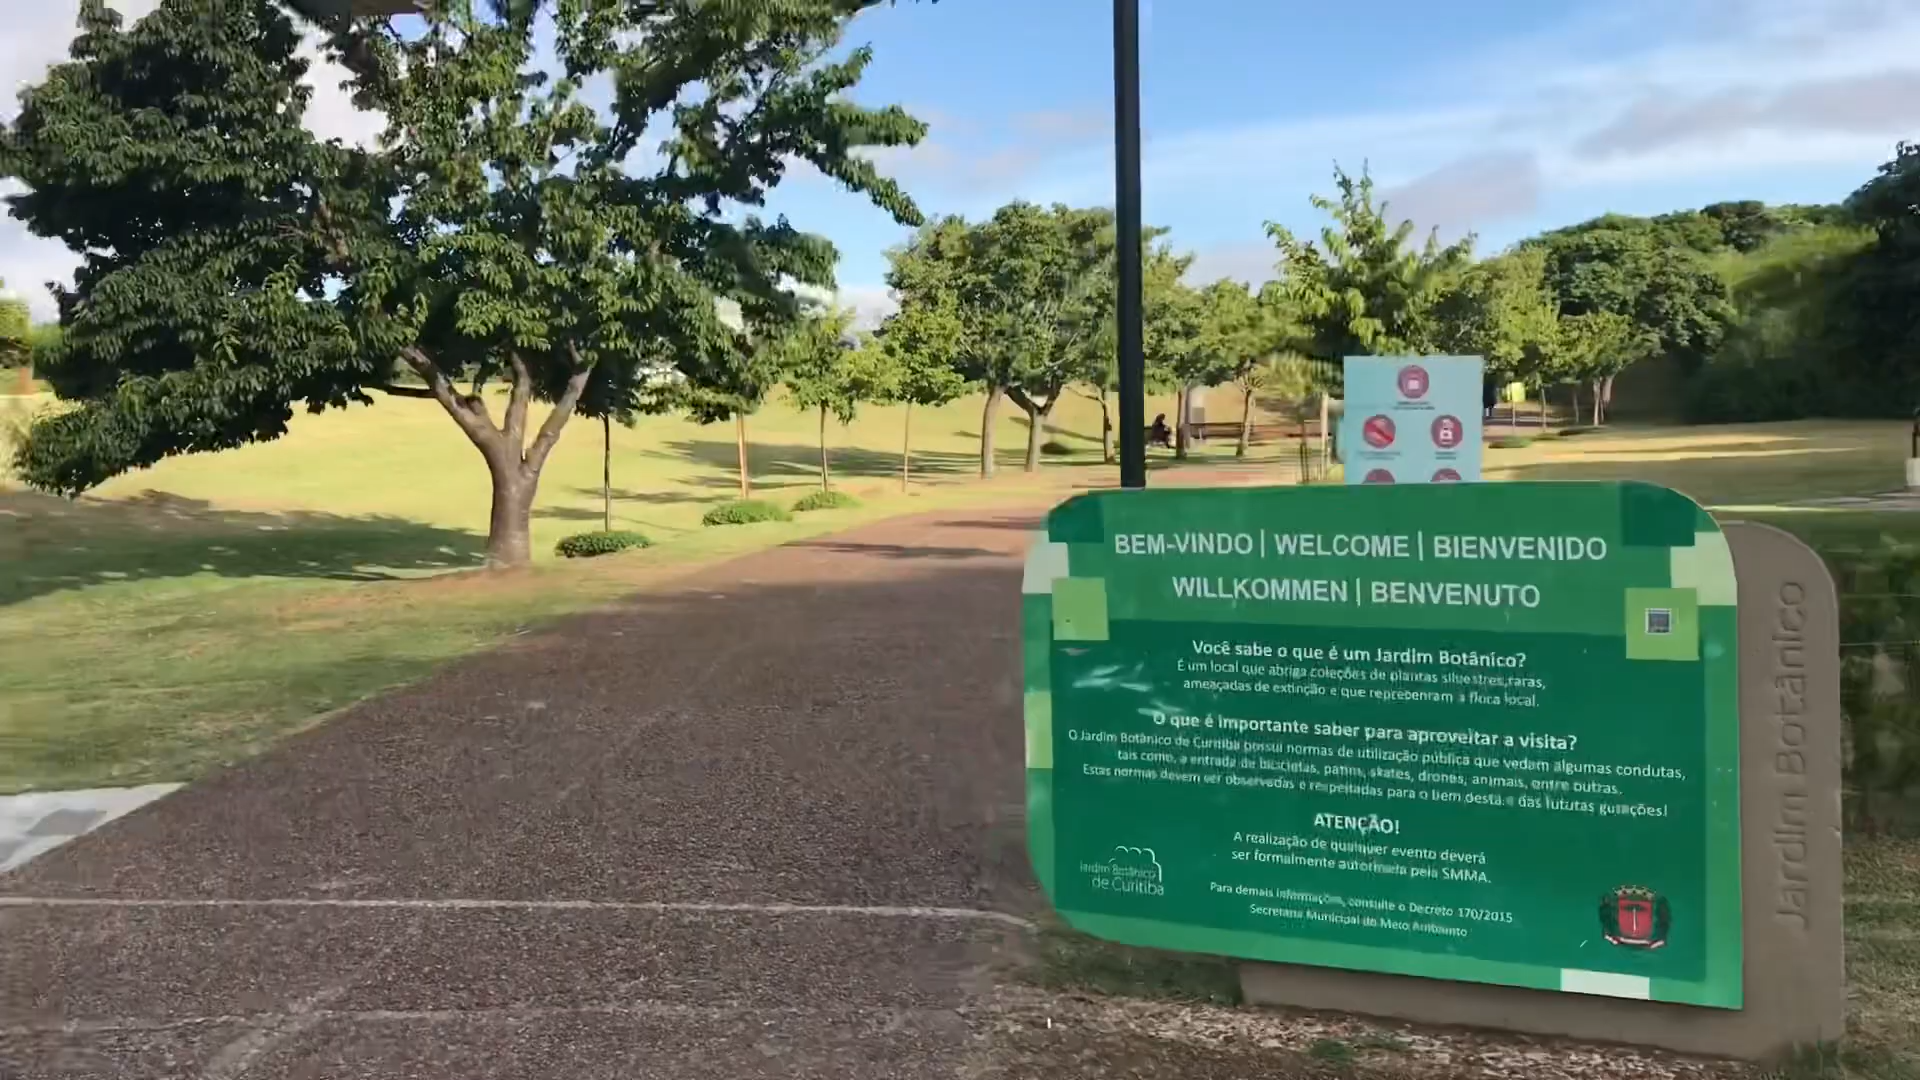 BEM-VINDO | WELCOME | BIENVENIDO
WILLKOMMEN | BENVENUTO
Você sabe o que é um Jardim Botânico?
É um local que abriga coleções de plantas silvestres,raras,
ameaçadas de extinção e que a flora local.
O que é importante saber para aproveitar a visita?
O Jardim Botânico de Curitiba possui normas de utilização pública que vedam algumas condutas,
tais como, a entrada de bicicletas, patins, skates, drones, animais, entre outras.
Estas normas devem ser observadas e respeitadas para o bem desta e das
ATENÇÃO!
A realização de qualquer evento deverá
ser formalmente autorizada pela SMMA.
Para demais informações, consulte o Decreto 170/2015
Secretaria Municipal do Meio Ambiente
Jardim Botânico
de Curitiba
Jardim Botânico